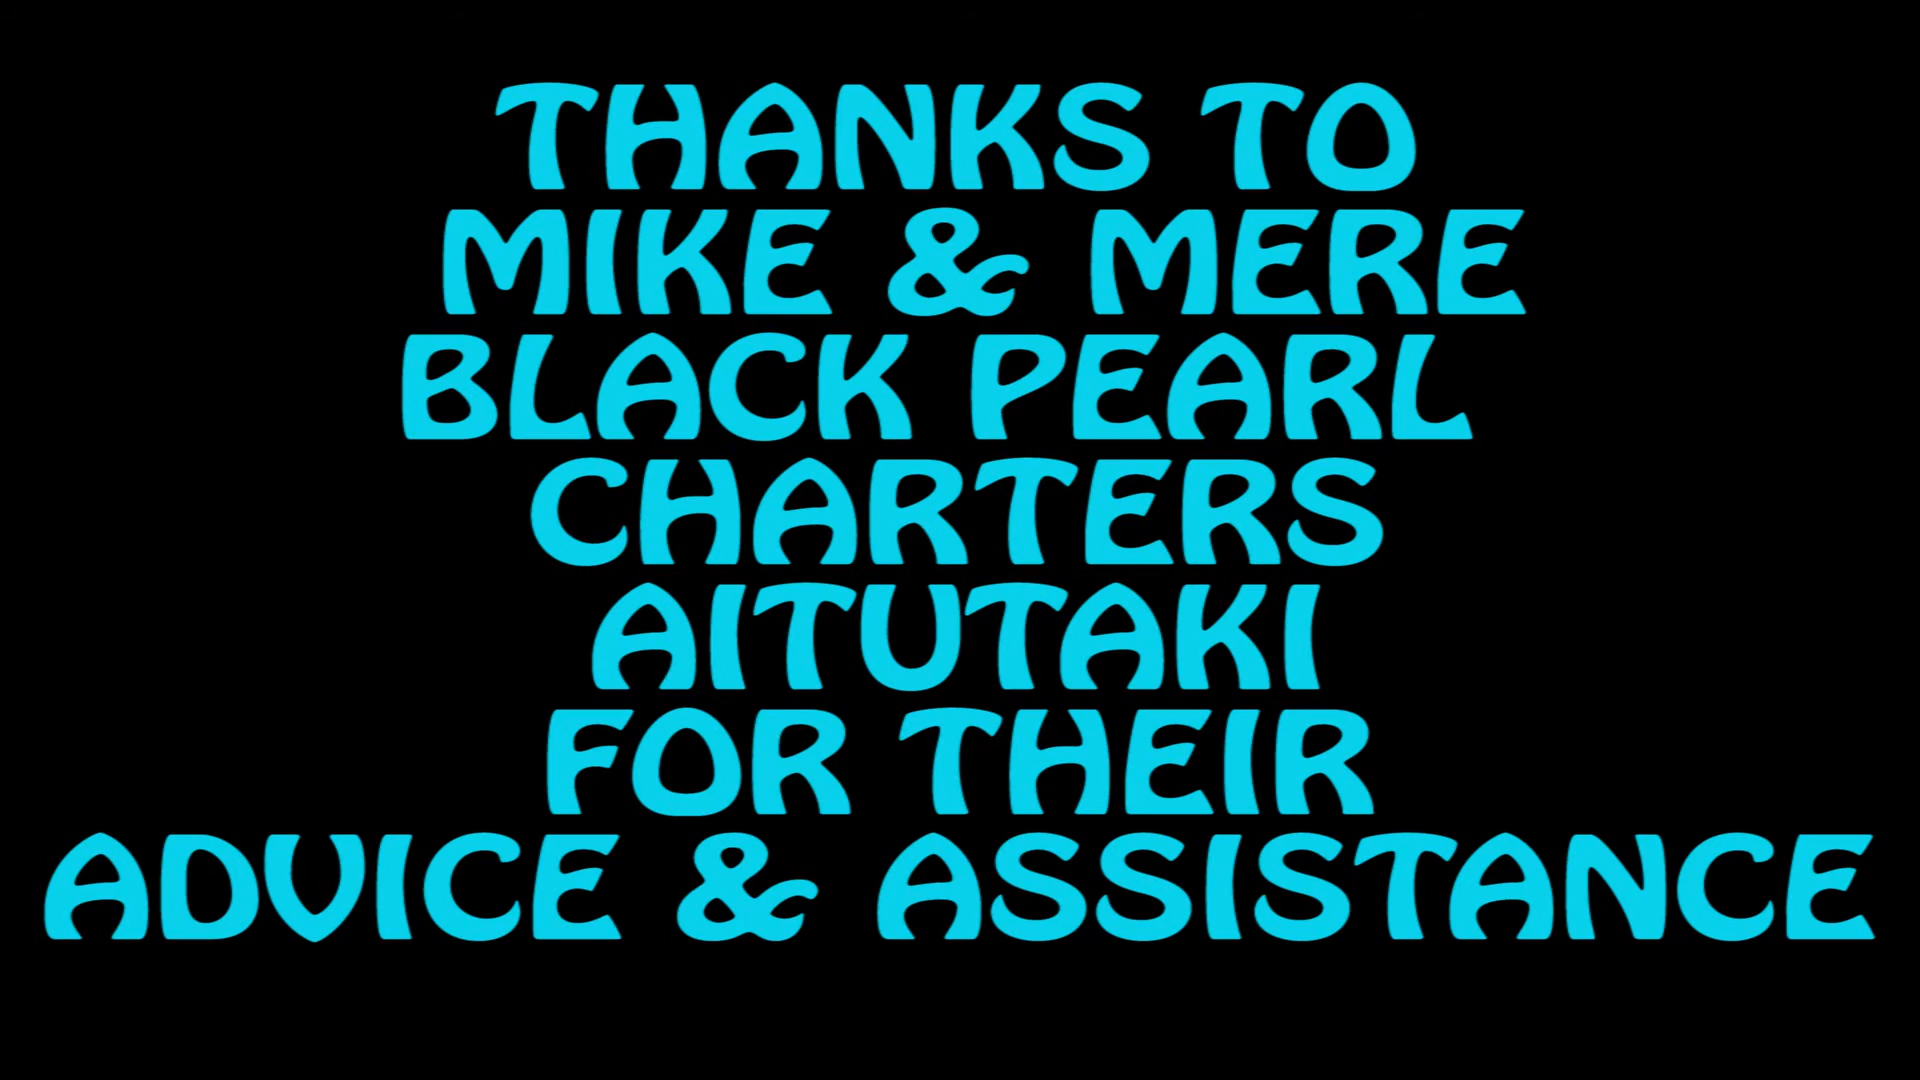 THANKS TO
MIKE & MERE
BLACK PEARL
CHARTERS
AITUTAKI
FOR THEIR
ADVICE & ASSISTANCE